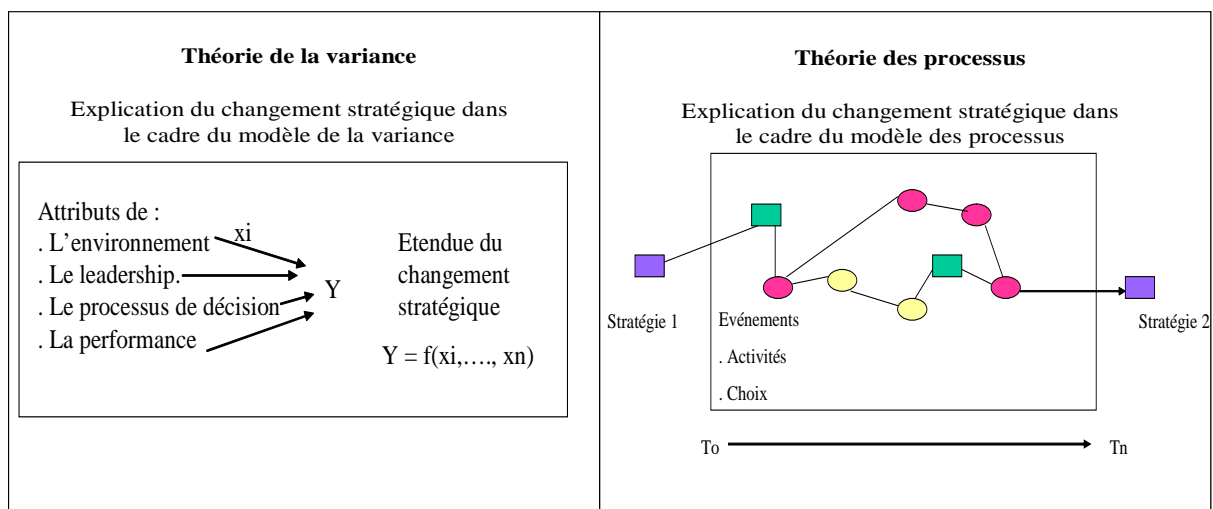 Théorie de la variance
Explication du changement stratégique dans
le cadre du modèle de la variance
Attributs de :
. L'environnement
xi
. Le leadership.
. Le processus de décision
. La performance
Y
Etendue du
changement
stratégique
Y = f(xi,…., xn)
Théorie des processus
Explication du changement stratégique dans
le cadre du modèle des processus
Stratégie 1
Evénements
. Activités
. Choix
Stratégie 2
To
Tn